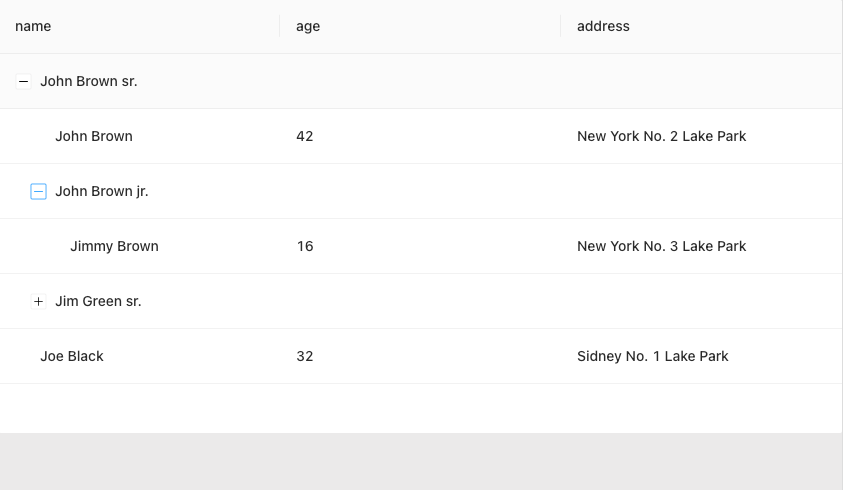 name age address
John Brown sr.
John Brown 42 New York No. 2 Lake Park
John Brown jr.
Jimmy Brown 16 New York No. 3 Lake Park
Jim Green sr.
Joe Black 32 Sidney No. 1 Lake Park